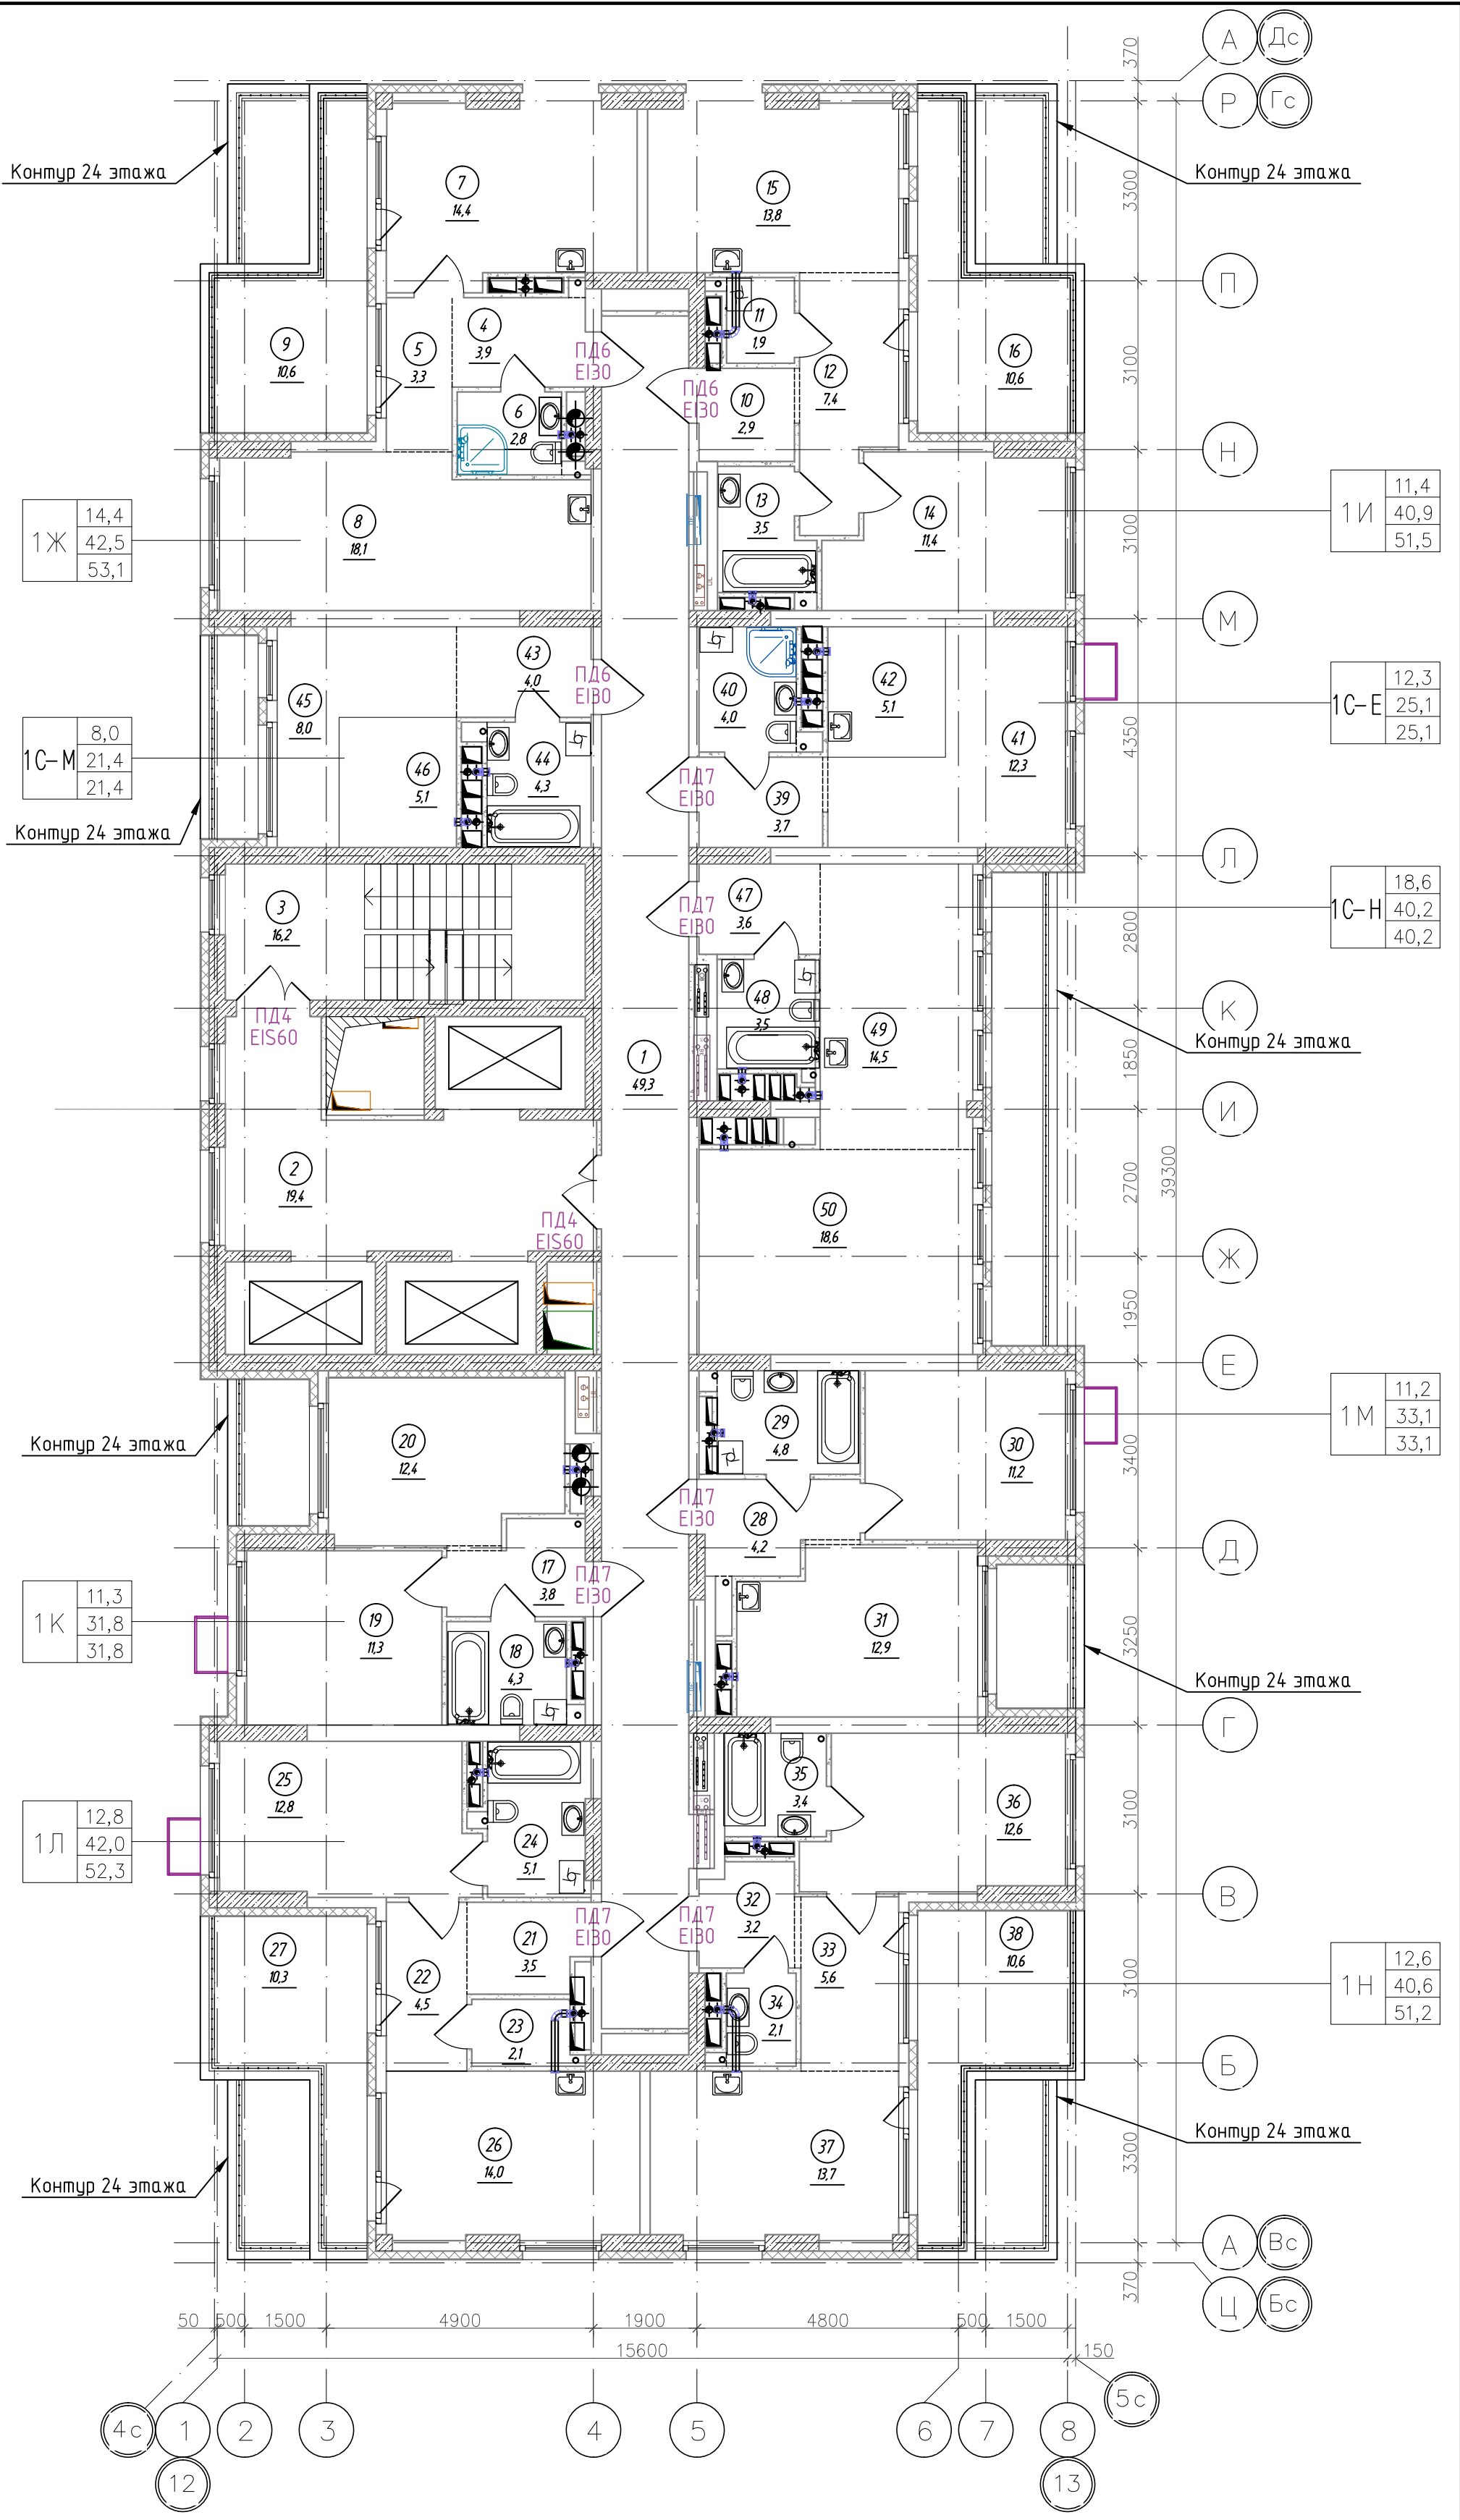 А
Дс
370
Р
Гс
Контур 24 этажа
Контур 24 этажа
7
14,4
15
13,8
3300
П
4
3,9
5
3,3
9
10,6
11
1,9
12
7,4
16
10,6
3100
ПД6
EI30
ПД6
EI30
10
2,9
6
2,8
Н
1Ж
14,4
42,5
53,1
8
18,1
13
3,5
14
11,4
1И
11,4
40,9
51,5
3100
М
43
4,0
ПД6
EI30
45
8,0
40
4,0
42
5,1
1С-Е
12,3
25,1
25,1
1С-М
8,0
21,4
21,4
46
5,1
44
4,3
41
12,3
4350
ПД7
EI30
39
3,7
Контур 24 этажа
Л
3
16,2
47
3,6
ПД7
EI30
1С-Н
18,6
40,2
40,2
2800
48
3,5
К
ПД4
EIS60
1
49,3
49
14,5
Контур 24 этажа
1850
И
2
19,4
2700
39300
50
18,6
ПД4
EIS60
Ж
1950
Е
1М
11,2
33,1
33,1
Контур 24 этажа
20
12,4
29
4,8
30
11,2
3400
ПД7
EI30
28
4,2
Д
17
3,8
ПД7
EI30
1К
11,3
31,8
31,8
19
11,3
18
4,3
31
12,9
3250
Контур 24 этажа
Г
25
12,8
35
3,4
36
12,6
3100
1Л
12,8
42,0
52,3
24
5,1
В
32
3,2
ПД7
EI30
ПД7
EI30
27
10,3
21
3,5
22
4,5
33
5,6
38
10,6
1Н
12,6
40,6
51,2
3100
23
2,1
34
2,1
Б
Контур 24 этажа
26
14,0
37
13,7
3300
Контур 24 этажа
А
Вс
370
Ц
Бс
50
500
1500
4900
1900
4800
500
1500
15600
150
4с
1
2
3
4
5
6
7
8
5с
12
13